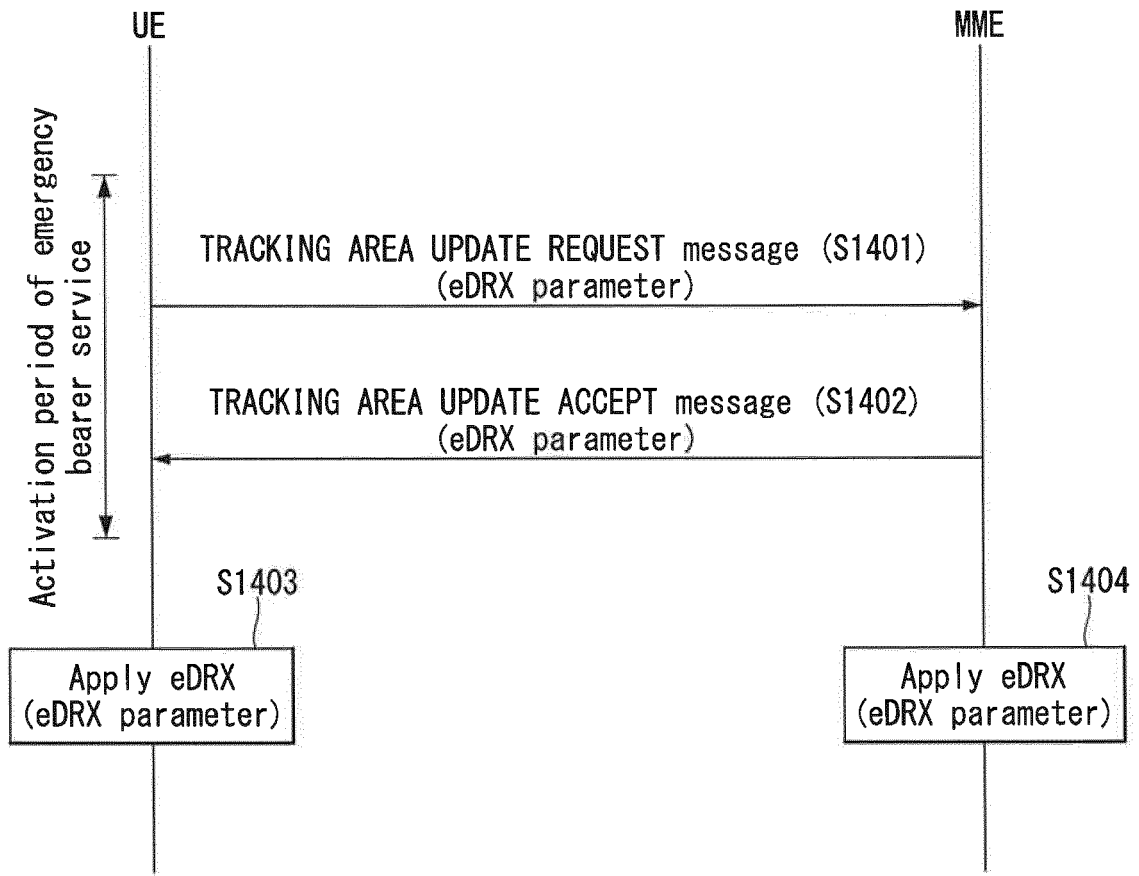 UE
MME
Activation period of emergency
bearer service
TRACKING AREA UPDATE REQUEST message (S1401)
(eDRX parameter)
TRACKING AREA UPDATE ACCEPT message (S1402)
(eDRX parameter)
S1403
S1404
Apply eDRX
(eDRX parameter)
Apply eDRX
(eDRX parameter)